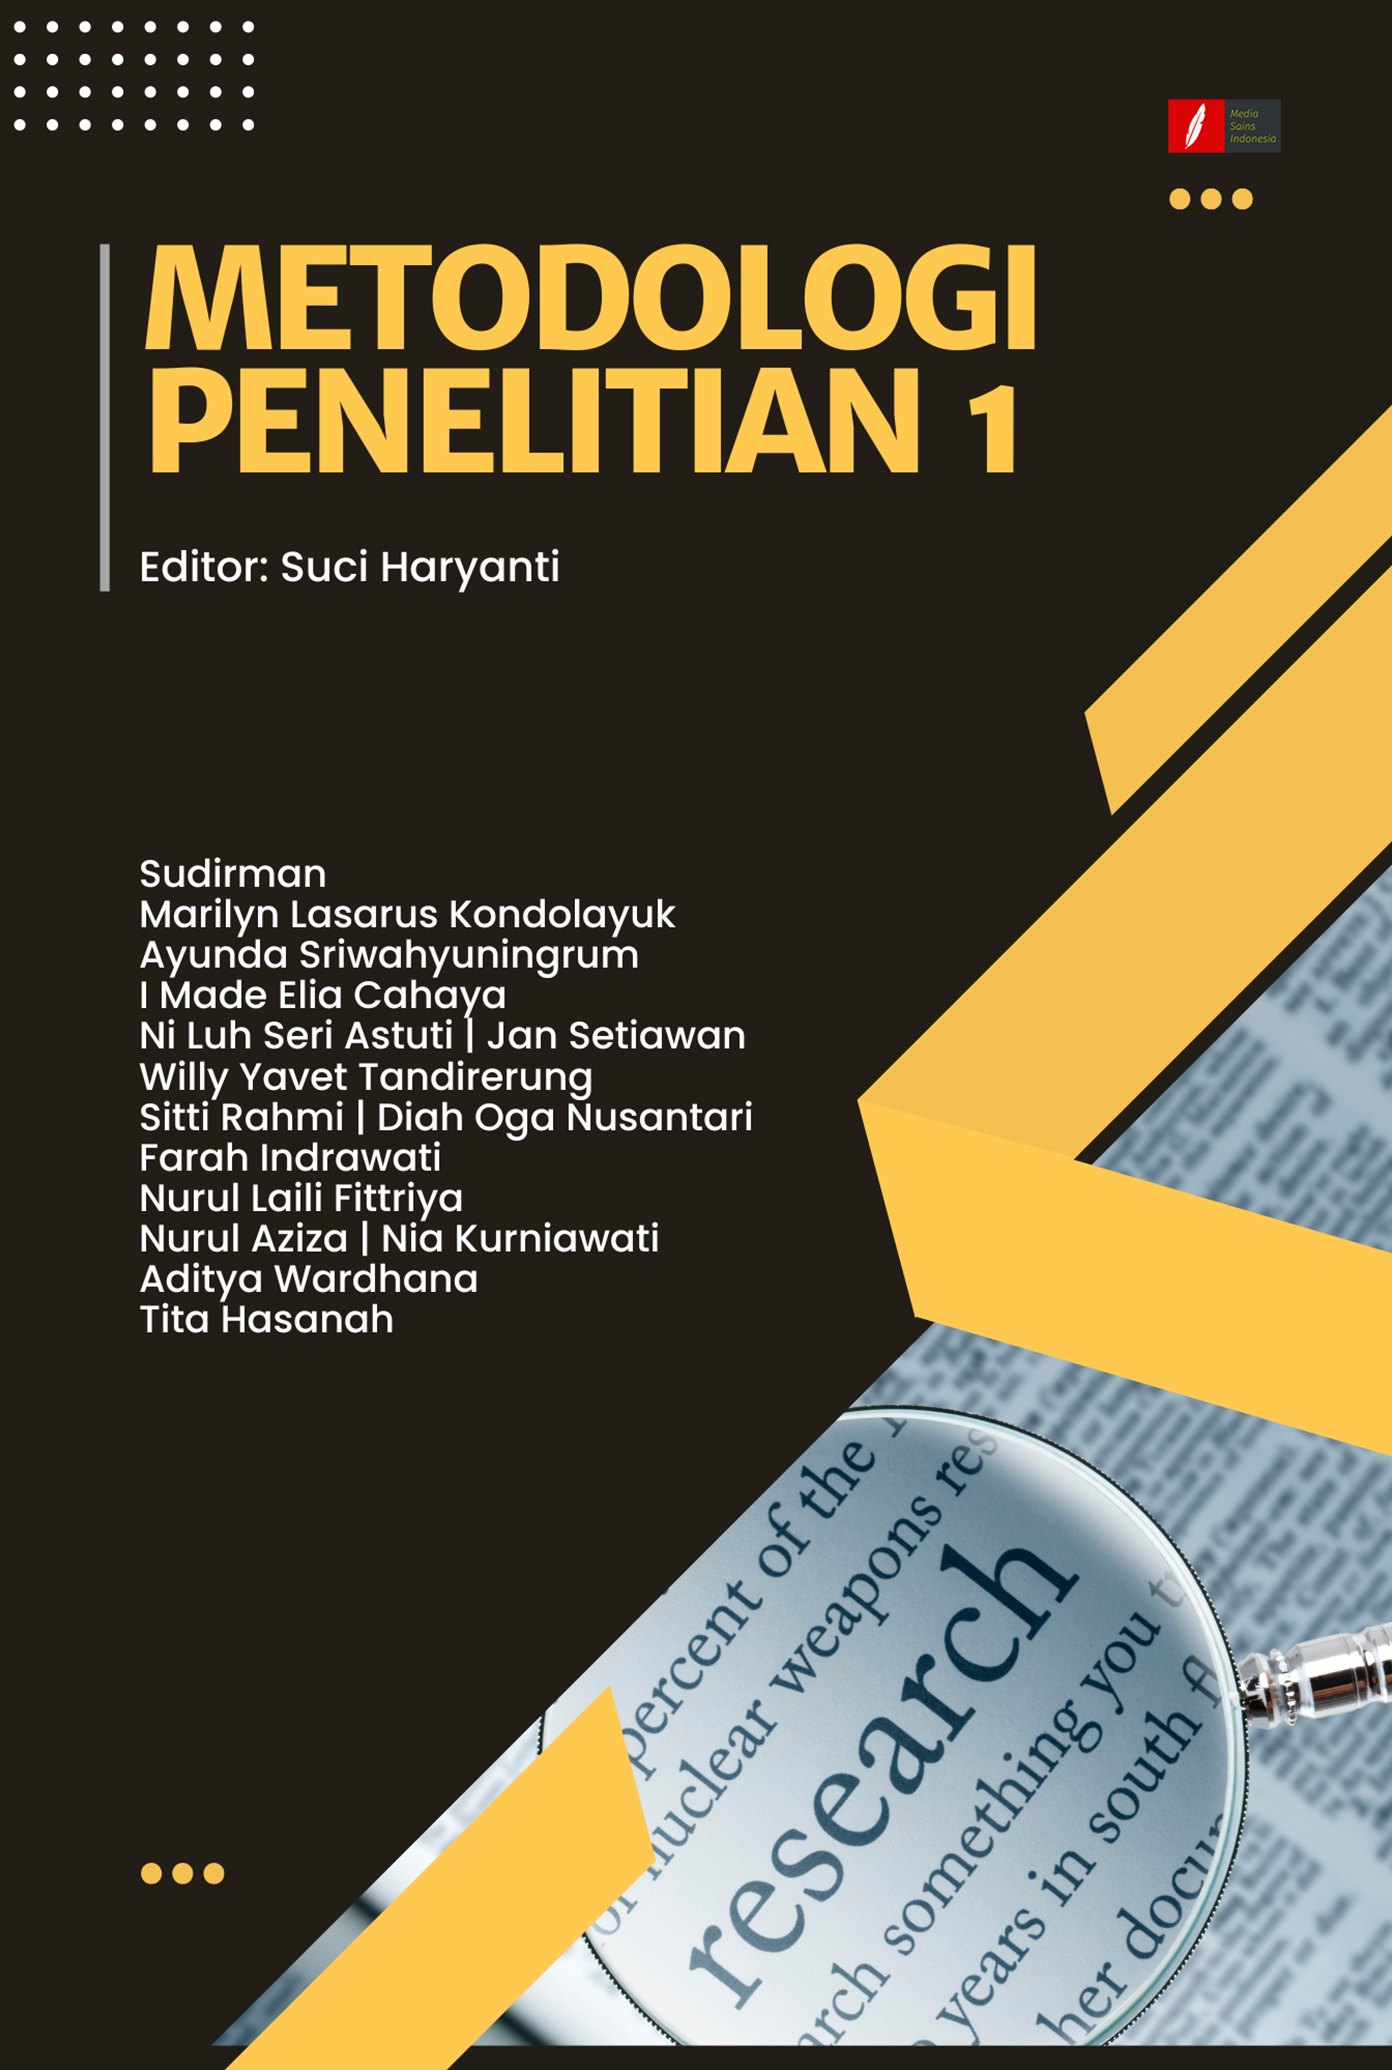 Media
Sains
Indonesia
METODOLOGI
PENELITIAN 1
Editor: Suci Haryanti
Sudirman
Marilyn Lasarus Kondolayuk
Ayunda Sriwahyuningrum
I Made Elia Cahaya
Ni Luh Seri Astuti | Jan Setiawan
Willy Yavet Tandirerung
Sitti Rahmi | Diah Oga Nusantari
Farah Indrawati
Nurul Laili Fittriya
Nurul Aziza | Nia Kurniawati
Aditya Wardhana
Tita Hasanah
percent of the
nuclear weapons res
research
arch something you
years in south
her docu